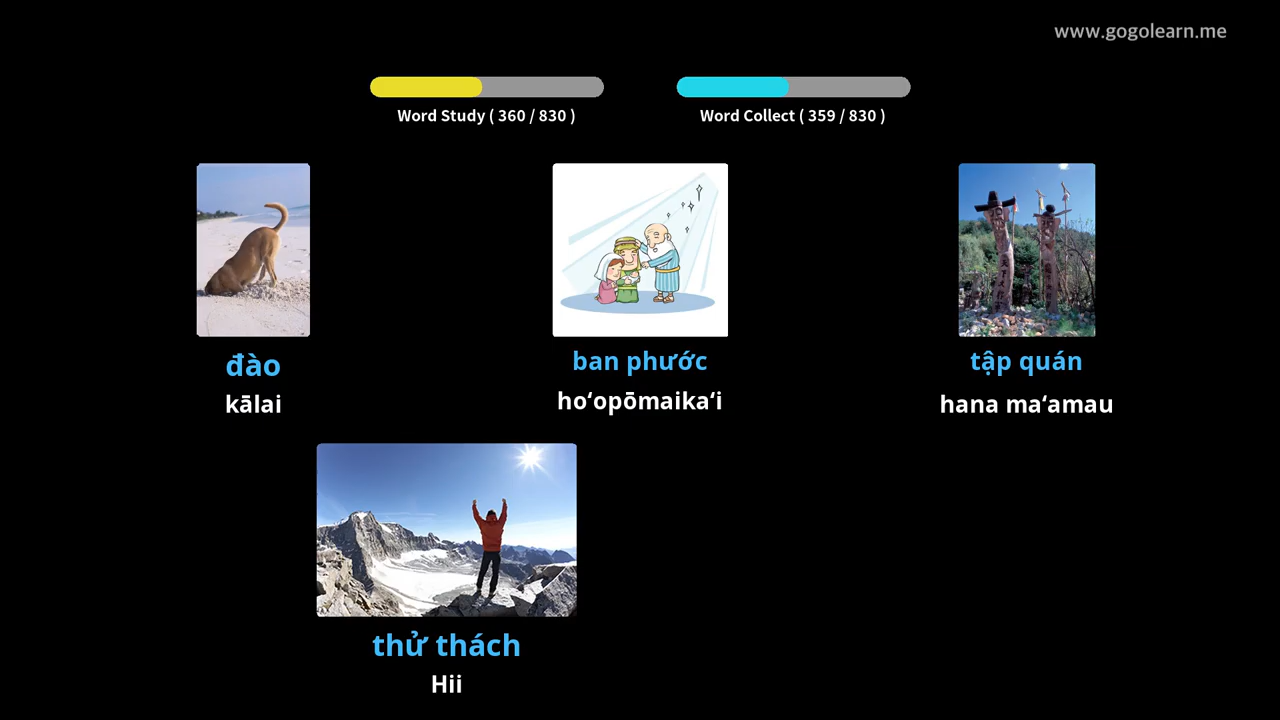 www.gogolearn.me
Word Study ( 360 / 830 )
Word Collect ( 359 / 830 )
đào
kālai
ban phước
hoʻopōmaikaʻi
tập quán
hana maʻamau
thử thách
Hii